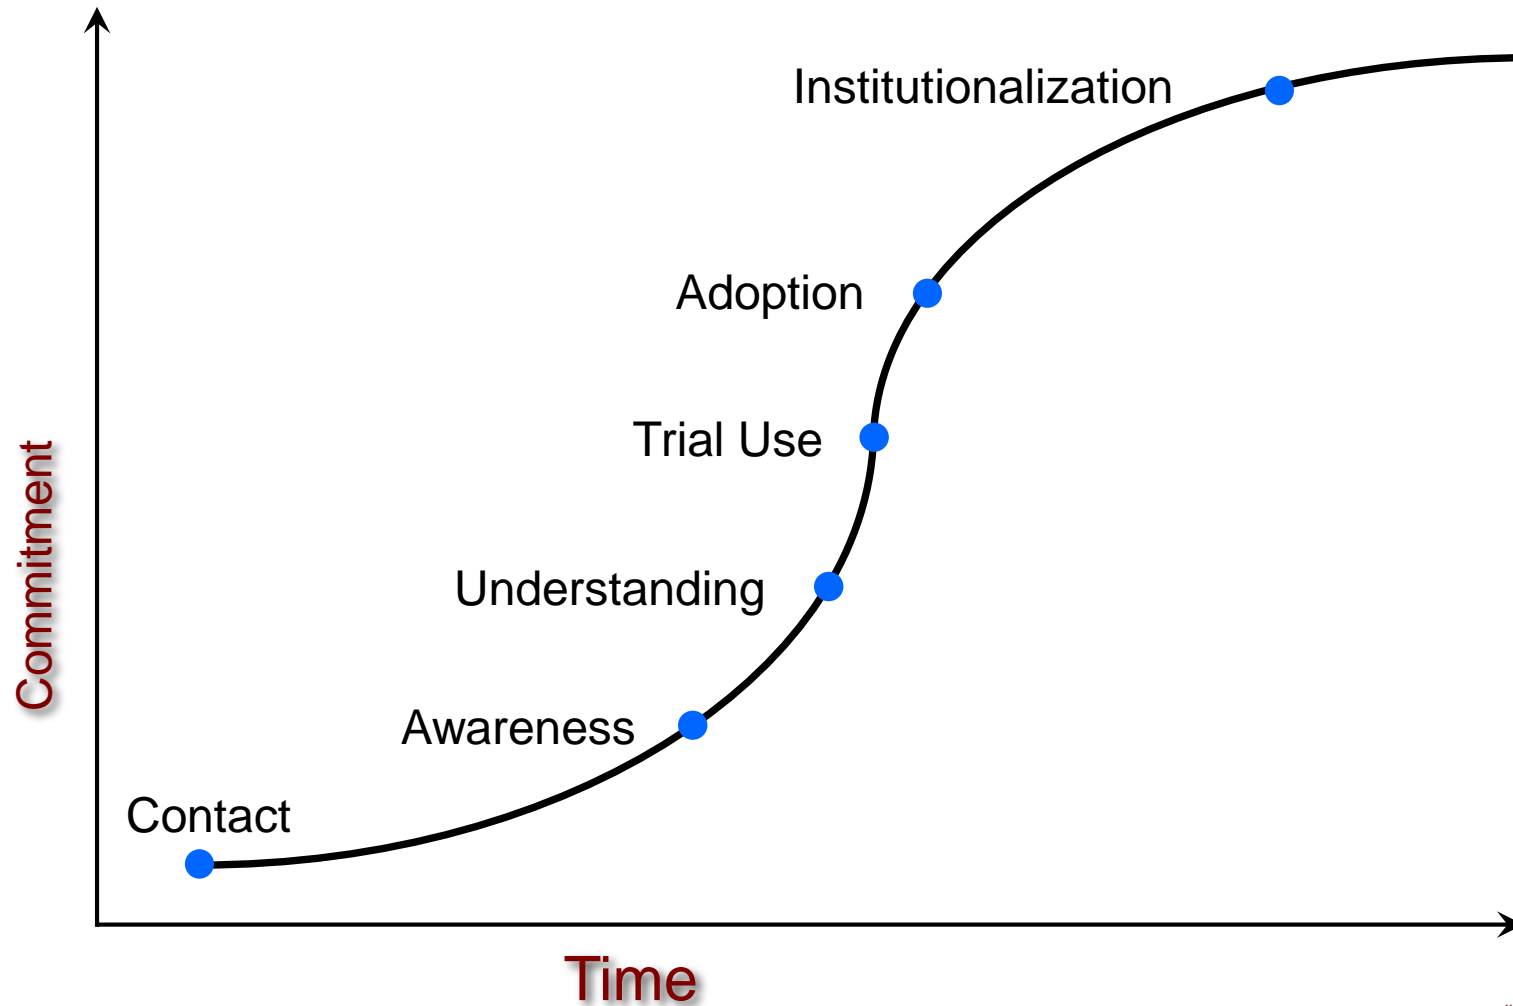 Institutionalization
Adoption
Trial Use
Understanding
Awareness
Contact
Commitment
Time